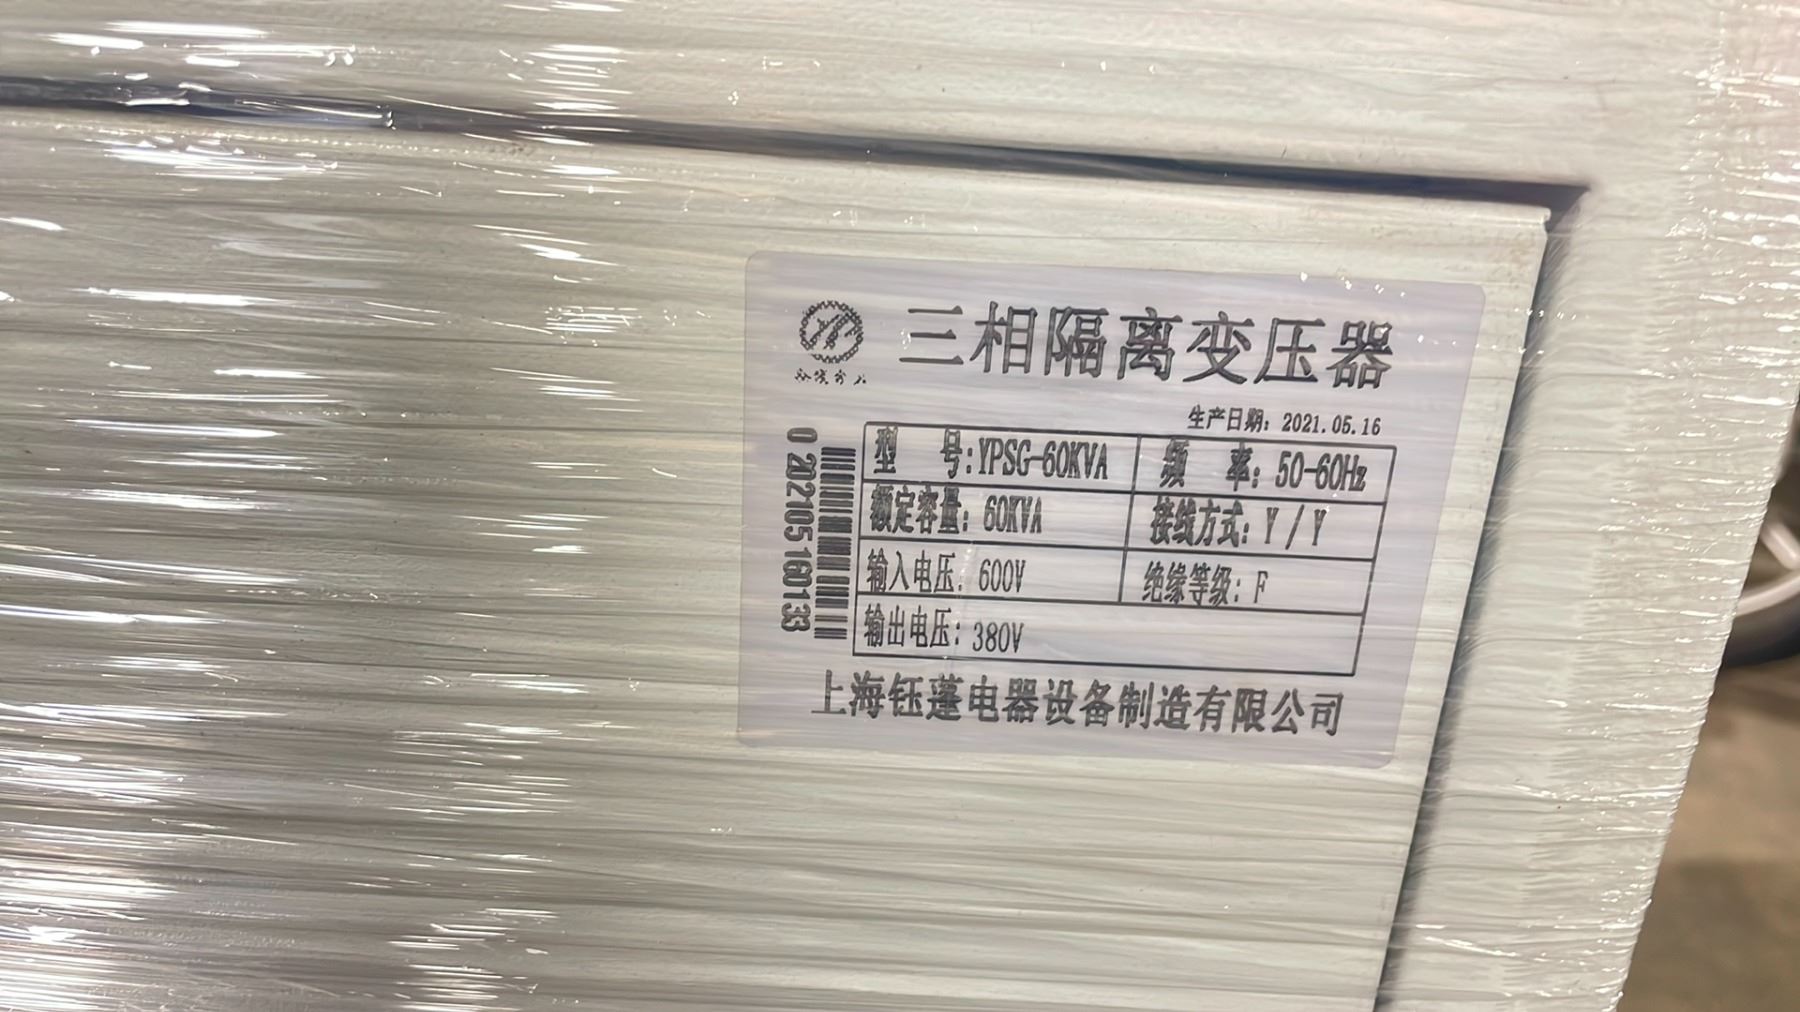 三相隔离变压器
生产日期：2021.05.16
型 号：YPSG-60KVA 频 率：50-60Hz
额定容量：60KVA 接线方式：Y / Y
输入电压：600V 绝缘等级：F
输出电压：380V
0 202105160133
上海钰蓬电器设备制造有限公司